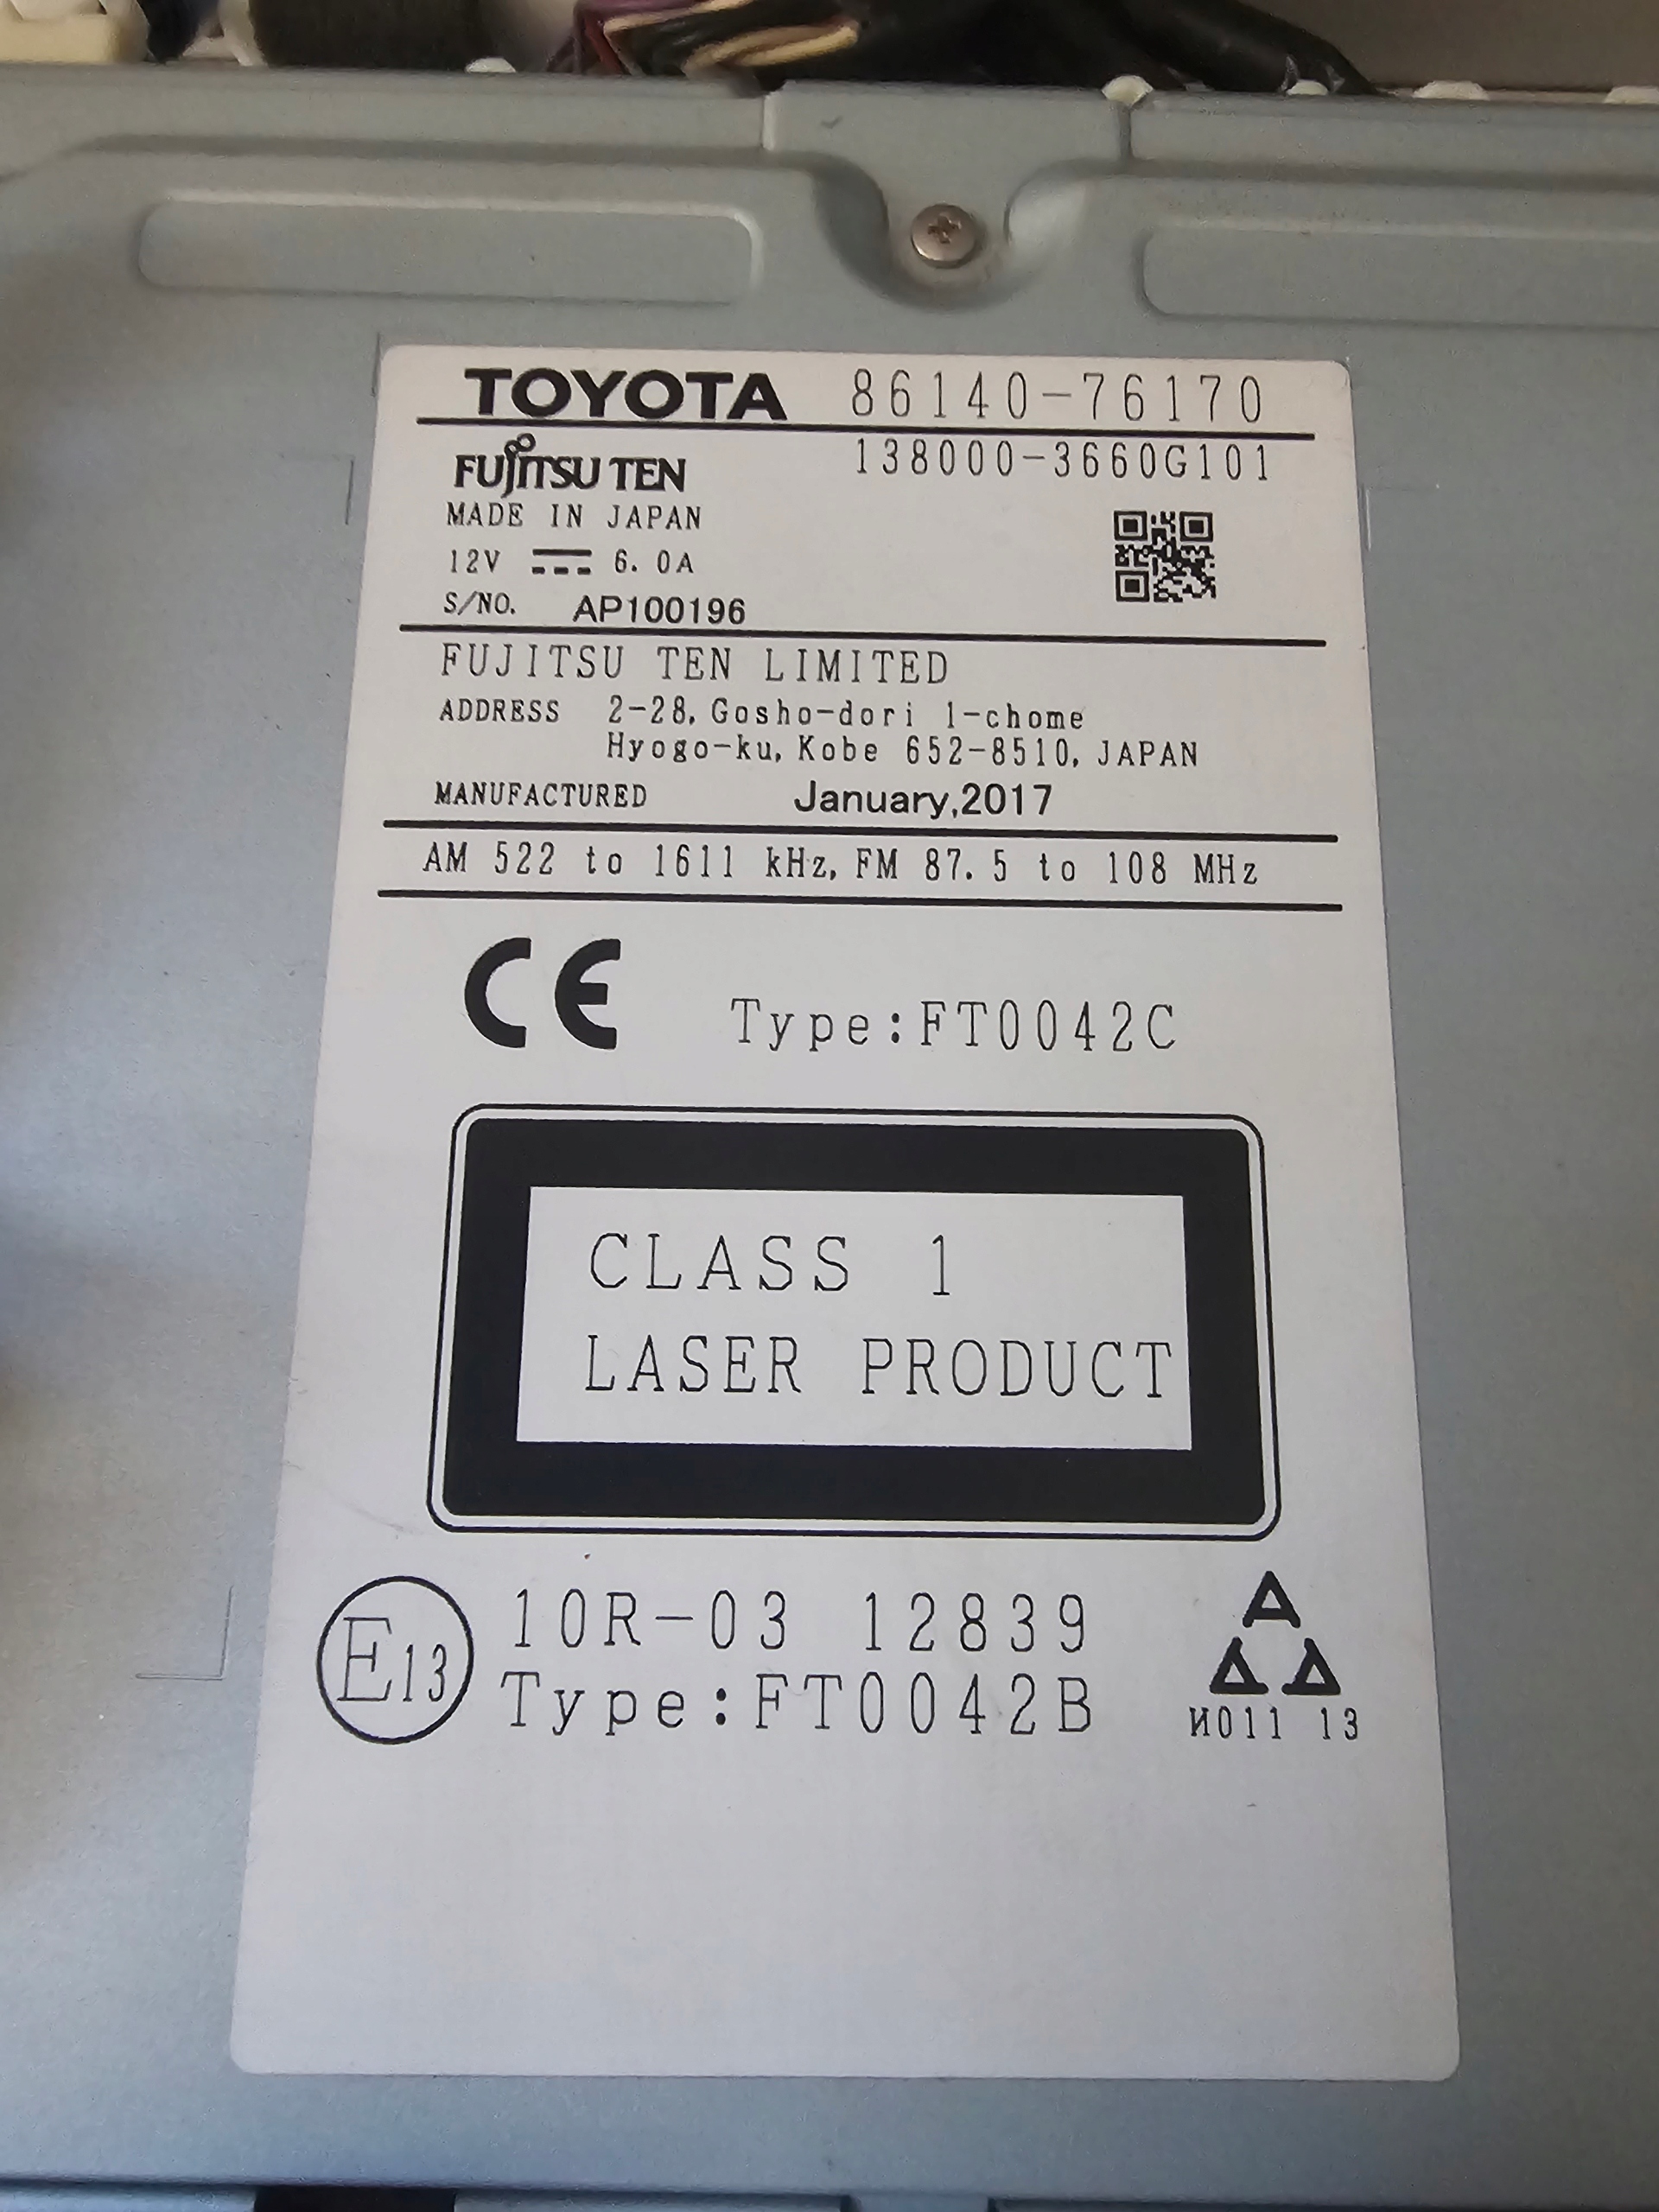 TOYOTA 86140-76170
FUJITSU TEN 138000-3660G101
MADE IN JAPAN
12V 6.0A
S/NO. AP100196
FUJITSU TEN LIMITED
ADDRESS 2-28, Gosho-dori 1-chome
Hyogo-ku, Kobe 652-8510, JAPAN
MANUFACTURED January,2017
AM 522 to 1611 kHz, FM 87.5 to 108 MHz
CE Type:FT0042C
CLASS 1
LASER PRODUCT
E13 10R-03 12839
Type:FT0042B
И011 13